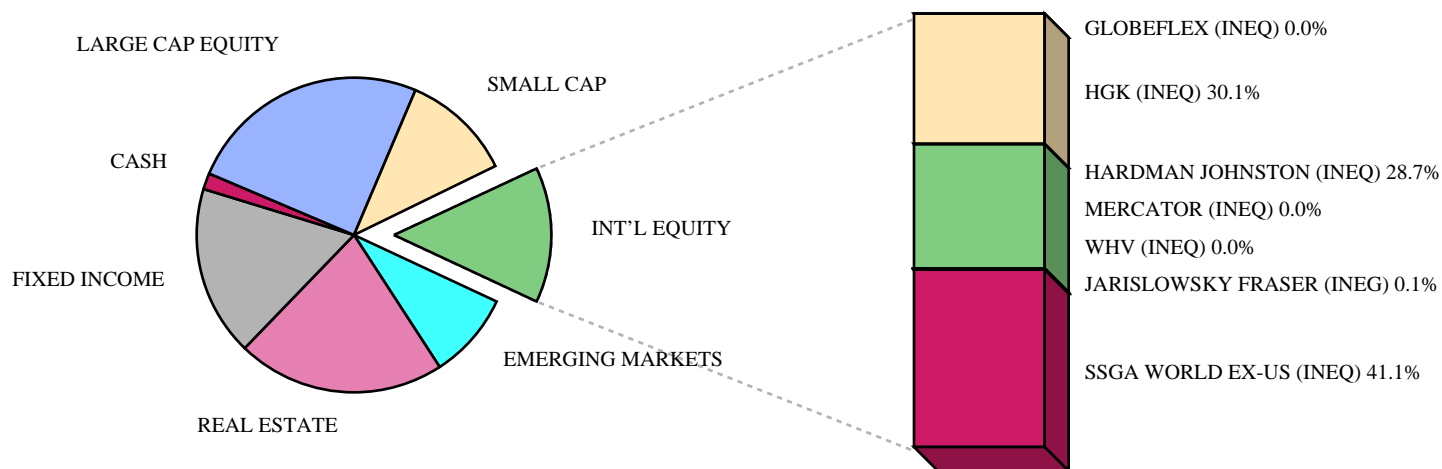 LARGE CAP EQUITY
SMALL CAP
CASH
INT'L EQUITY
FIXED INCOME
EMERGING MARKETS
REAL ESTATE
GLOBEFLEX (INEQ) 0.0%
HGK (INEQ) 30.1%
HARDMAN JOHNSTON (INEQ) 28.7%
MERCATOR (INEQ) 0.0%
WHV (INEQ) 0.0%
JARISLOWSKY FRASER (INEG) 0.1%
SSGA WORLD EX-US (INEQ) 41.1%